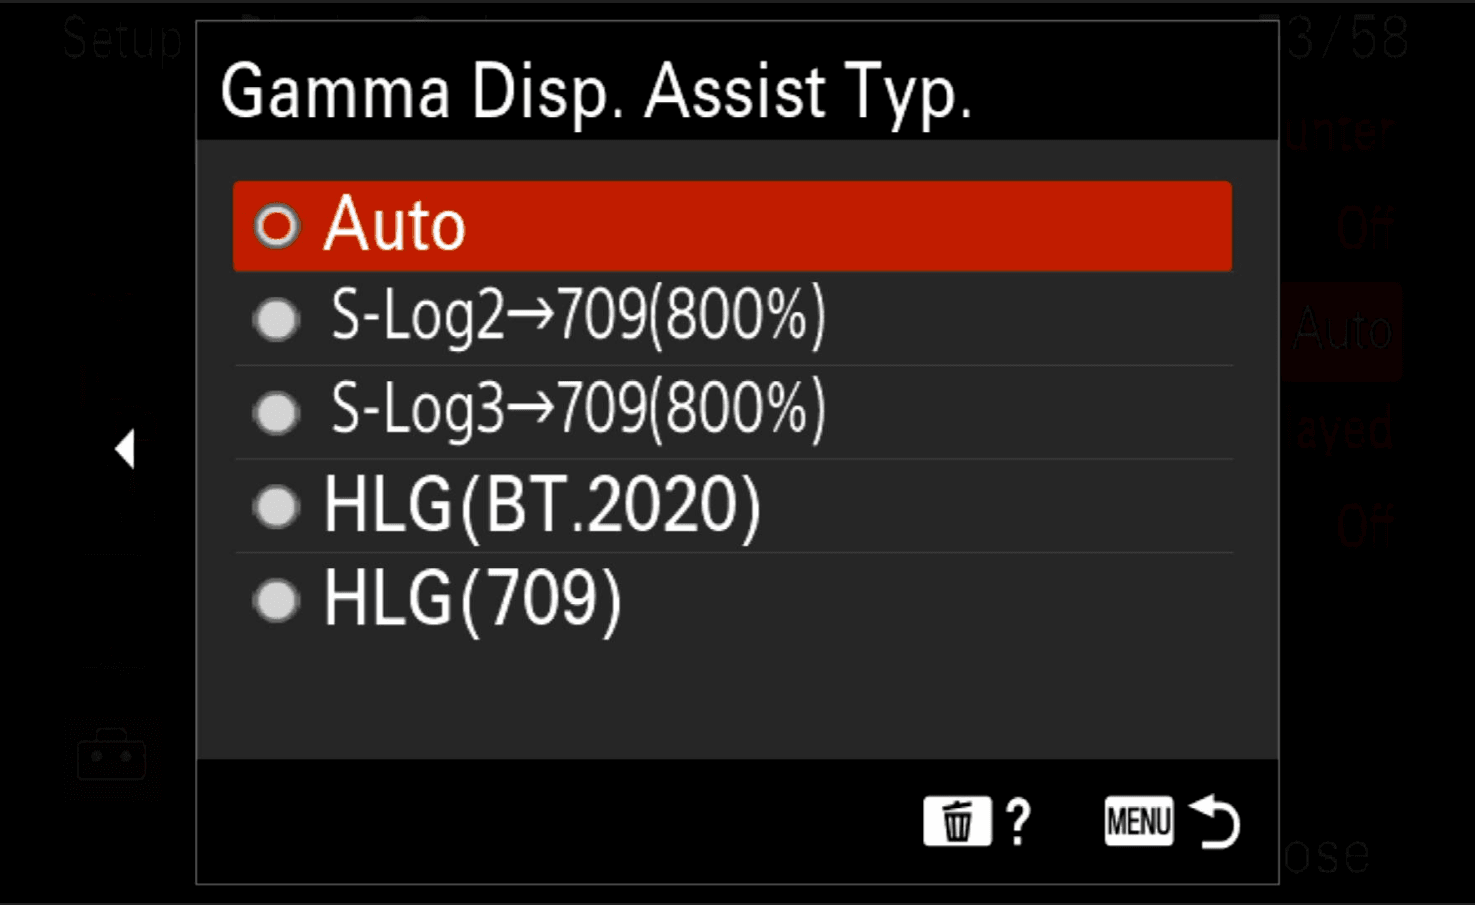 Setup
3/58
Gamma Disp. Assist Typ.
unter
Auto
Off
S-Log2→709(800%)
Auto
S-Log3→709(800%)
ayed
HLG(BT.2020)
Off
HLG(709)
?
MENU
ose